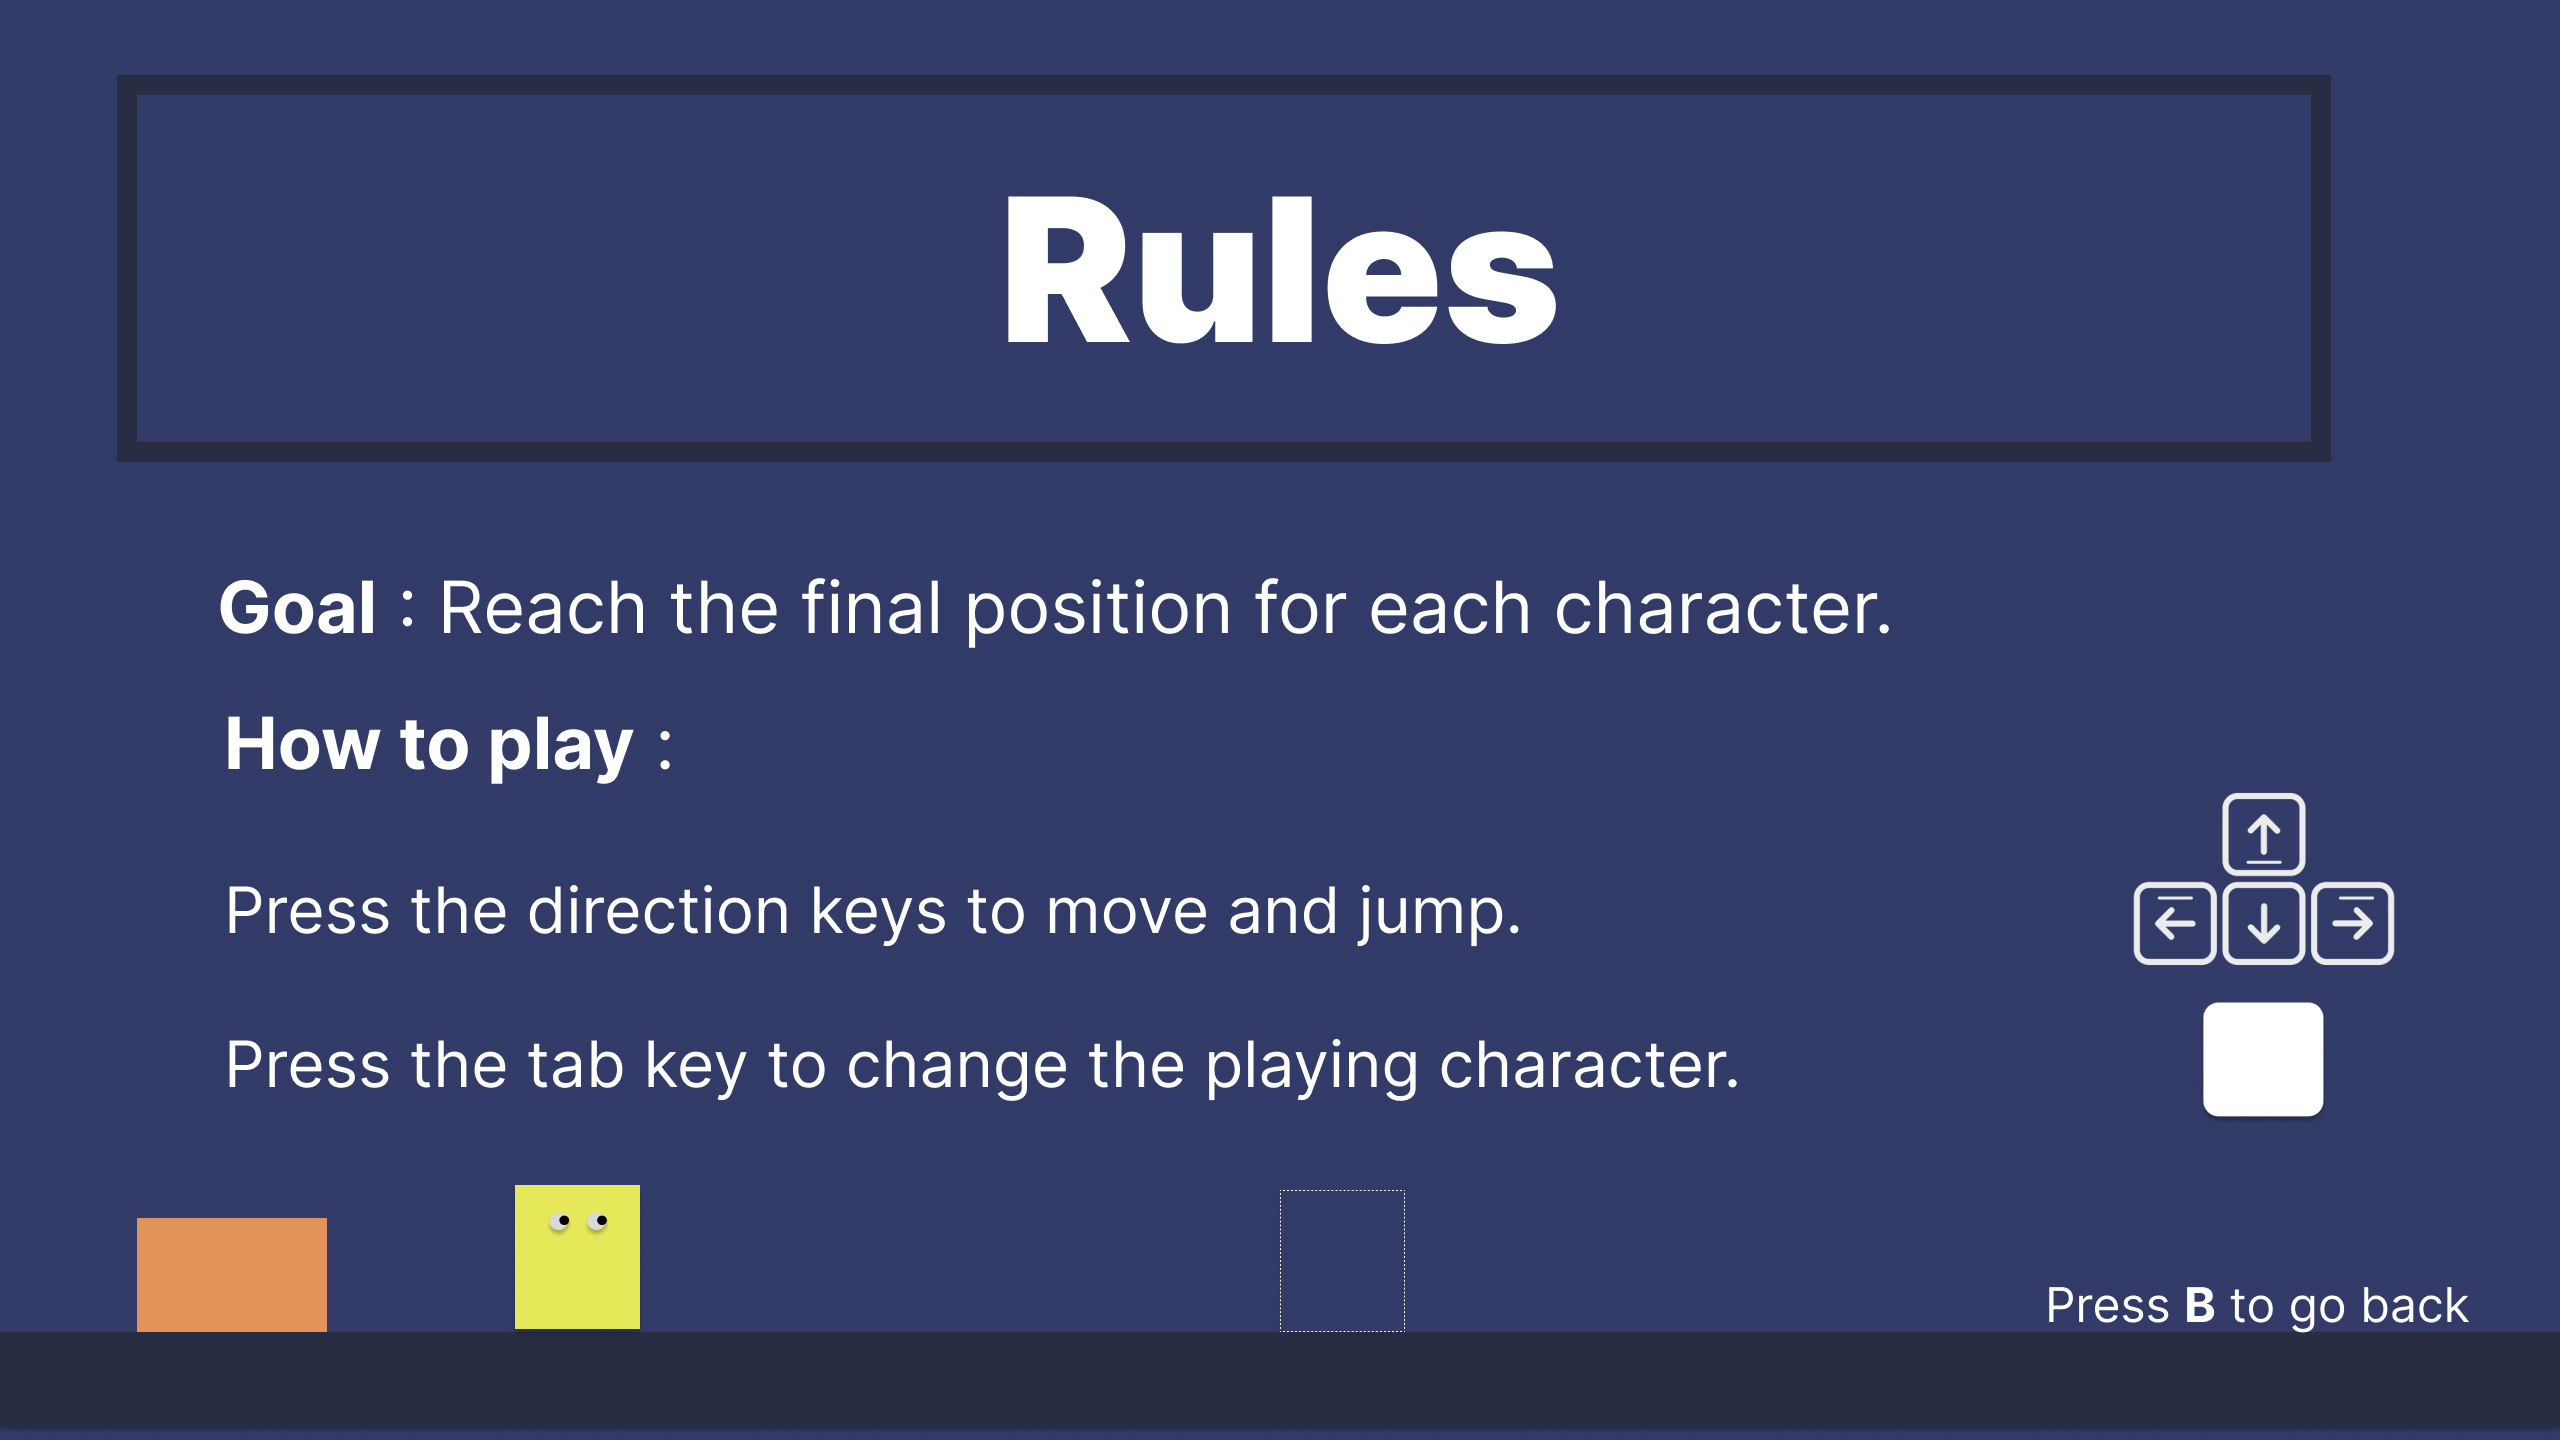 Rules
Goal : Reach the final position for each character.
How to play :
Press the direction keys to move and jump.
Press the tab key to change the playing character.
Press B to go back